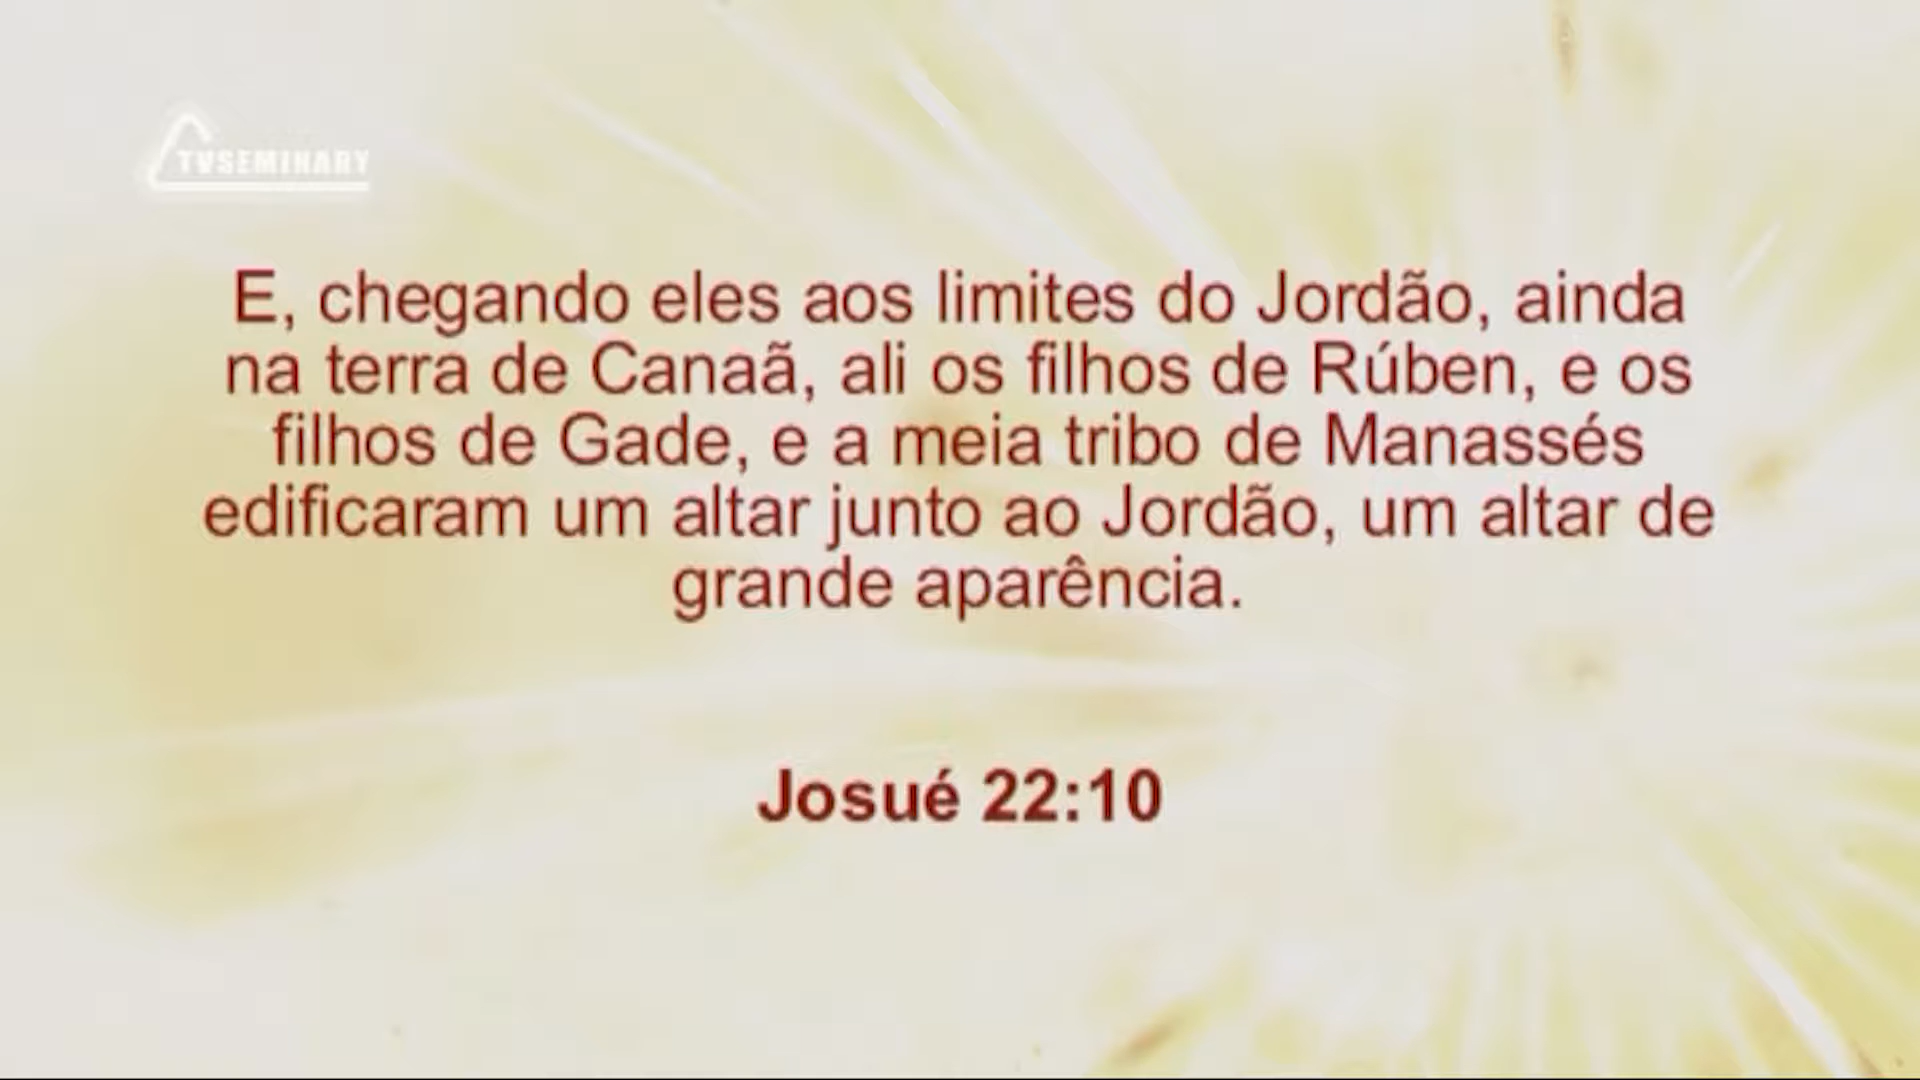 TVSEMINARY
E, chegando eles aos limites do Jordão, ainda
na terra de Canaã, ali os filhos de Rúben, e os
filhos de Gade, e a meia tribo de Manassés
edificaram um altar junto ao Jordão, um altar de
grande aparência.
Josué 22:10